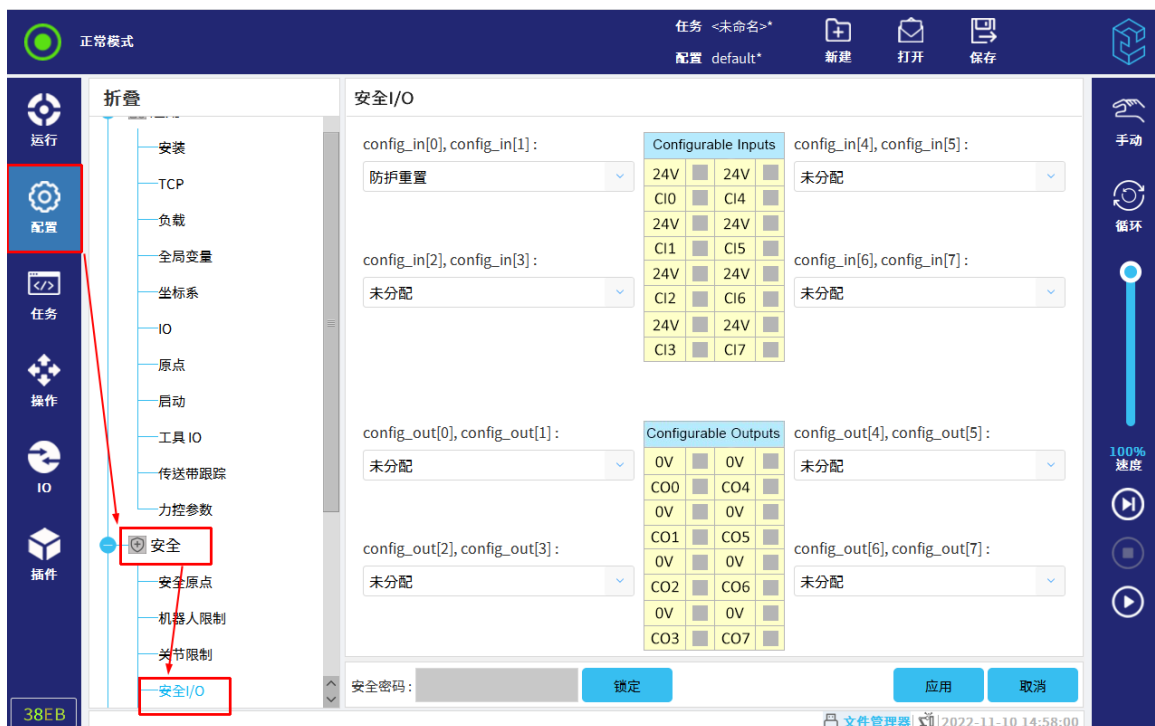 正常模式
任务 <未命名>*
配置 default*
新建
打开
保存
运行
配置
任务
操作
IO
插件
38EB
折叠
安装
TCP
负载
全局变量
坐标系
IO
原点
启动
工具 IO
传送带跟踪
力控参数
安全
安全原点
机器人限制
关节限制
安全I/O
安全I/O
config_in[0], config_in[1] :
防护重置
config_in[2], config_in[3] :
未分配
Configurable Inputs
24V 24V
CI0 CI4
24V 24V
CI1 CI5
24V 24V
CI2 CI6
24V 24V
CI3 CI7
config_in[4], config_in[5] :
未分配
config_in[6], config_in[7] :
未分配
config_out[0], config_out[1] :
未分配
config_out[2], config_out[3] :
未分配
Configurable Outputs
0V 0V
CO0 CO4
0V 0V
CO1 CO5
0V 0V
CO2 CO6
0V 0V
CO3 CO7
config_out[4], config_out[5] :
未分配
config_out[6], config_out[7] :
未分配
安全密码 :
锁定
应用
取消
文件管理器
2022-11-10 14:58:00
手动
循环
100%
速度